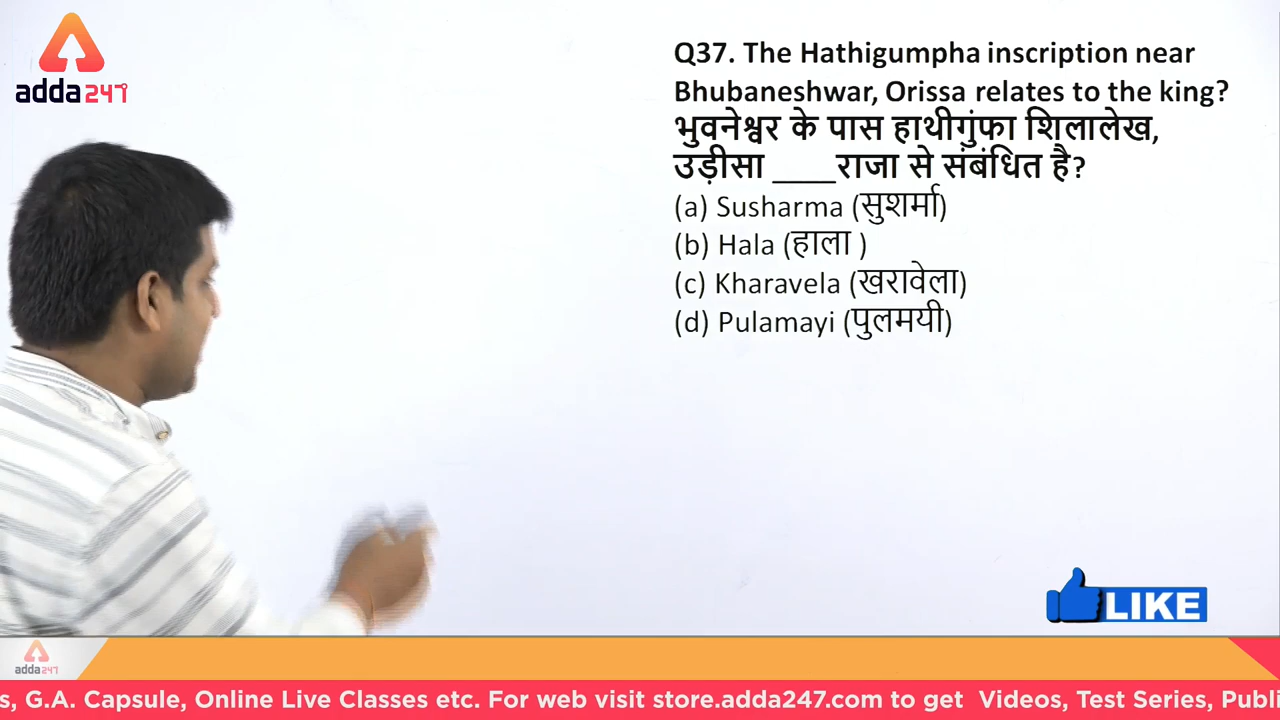 adda247
Q37. The Hathigumpha inscription near
Bhubaneshwar, Orissa relates to the king?
भुवनेश्वर के पास हाथीगुंफा शिलालेख,
उड़ीसा ____राजा से संबंधित है?
(a) Susharma (सुशर्मा)
(b) Hala (हाला )
(c) Kharavela (खरावेला)
(d) Pulamayi (पुलमयी)
LIKE
adda247
s, G.A. Capsule, Online Live Classes etc. For web visit store.adda247.com to get Videos, Test Series, Publi